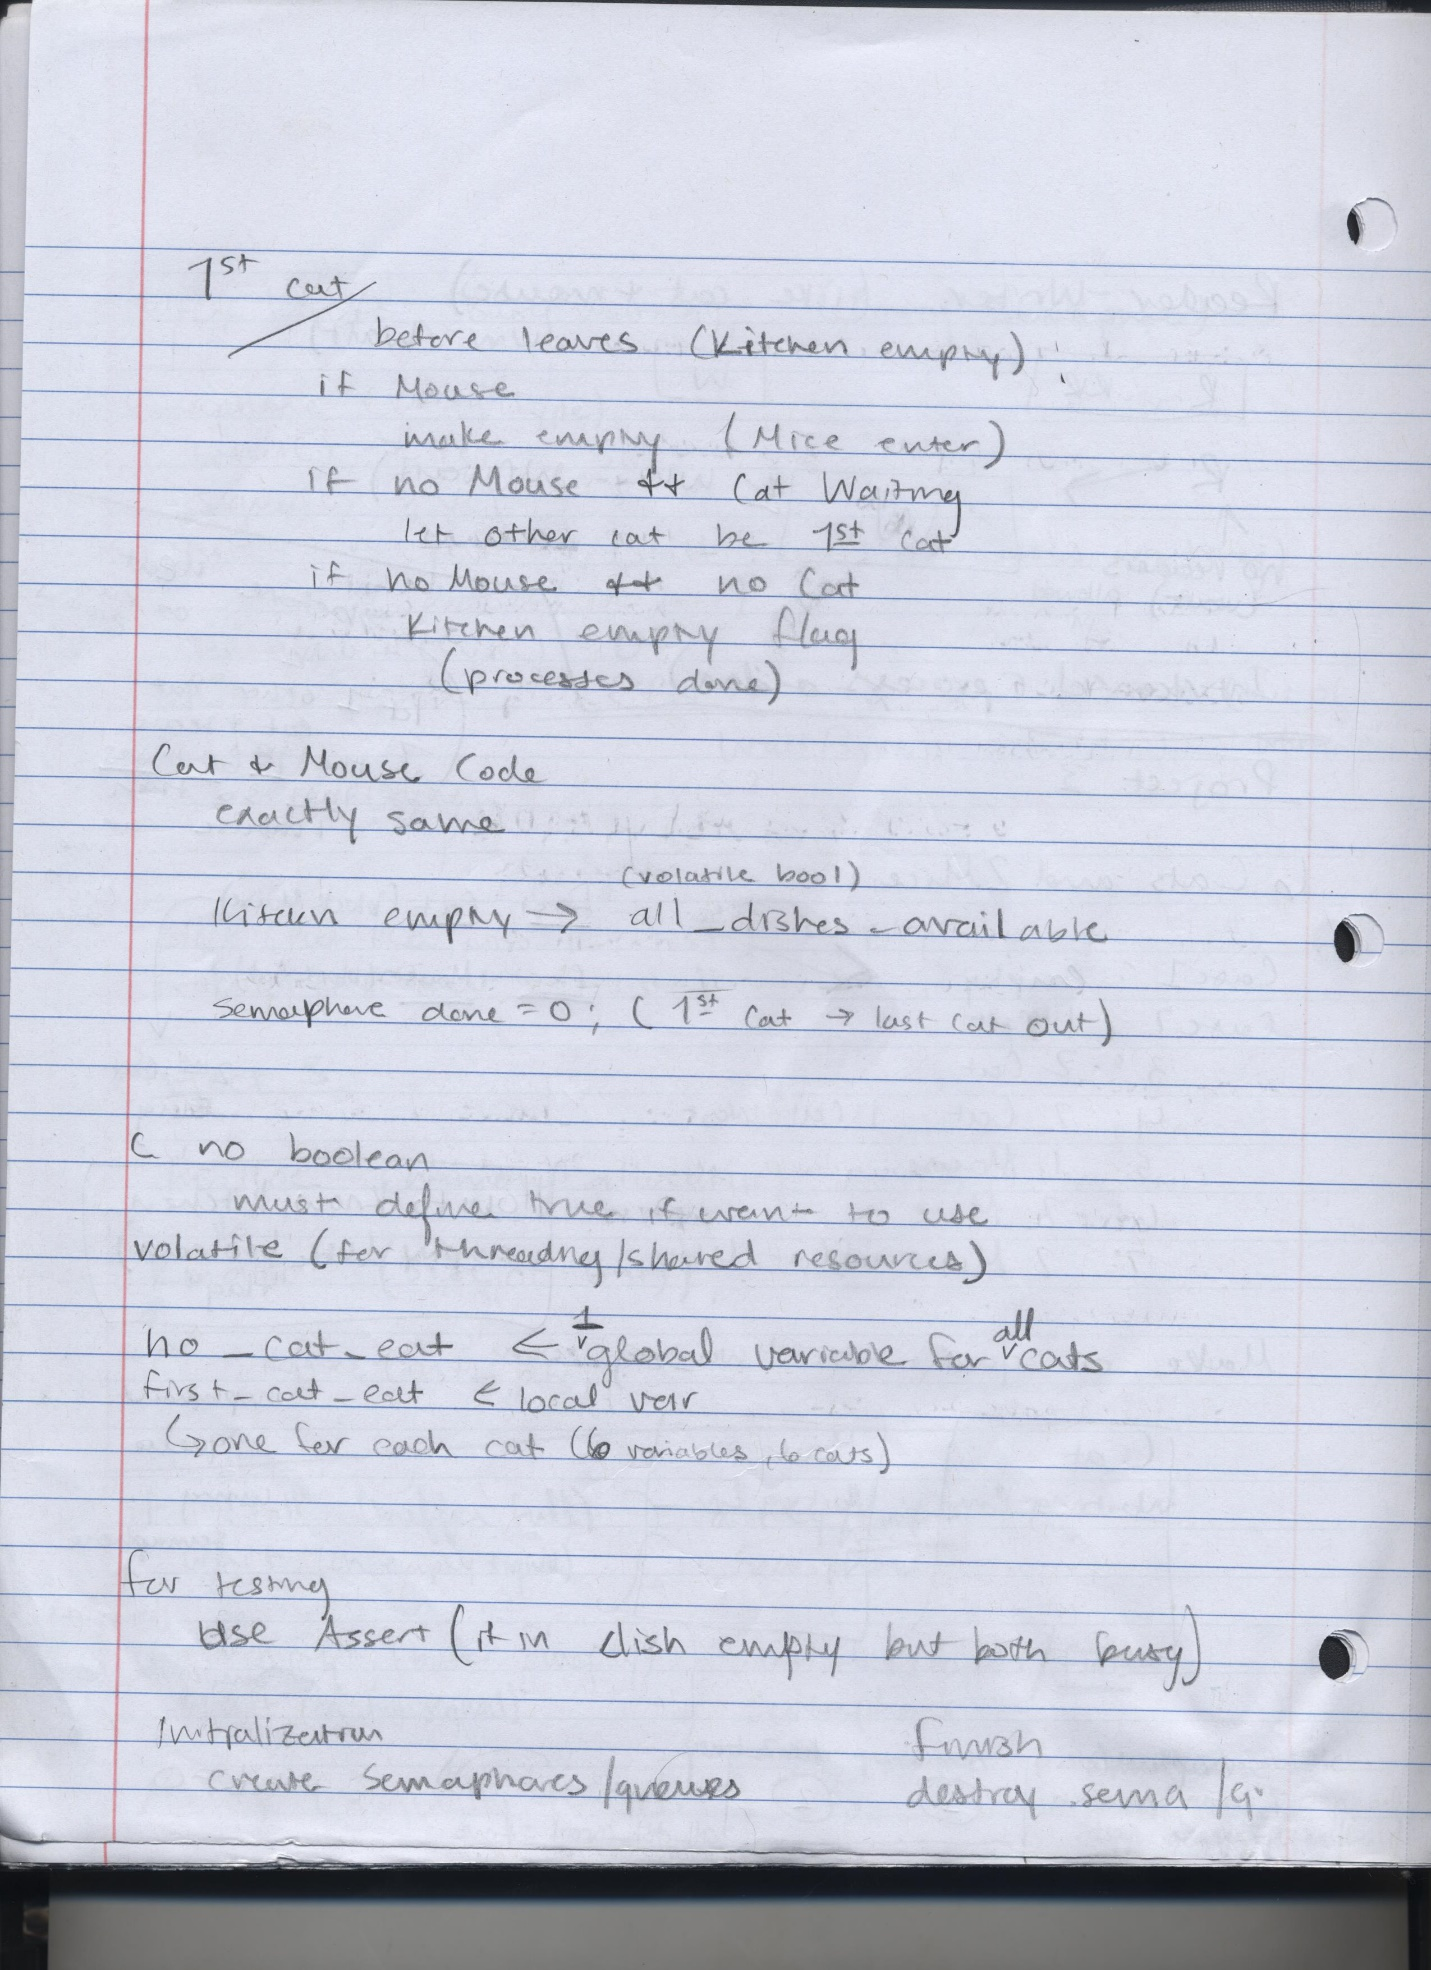 1st cat
before leaves (Kitchen empty)
if Mouse
make empty (Mice enter)
if no Mouse && Cat Waiting
let other cat be 1st cat
if no Mouse && no Cat
Kitchen empty flag
(processes done)
Cat & Mouse Code
exactly same
(volatile bool)
Kitchen empty → all_dishes_available
semaphore done = 0; (1st Cat → last cat out)
C no boolean
must define true if want to use
volatile (for threading/shared resources)
no_cat_eat ← 1 global variable for all cats
first_cat_eat ← local var
↳ one for each cat (6 variables, 6 cats)
for testing
use Assert (if in dish empty but both busy)
Initialization finish
create semaphores/queues destroy sema/q.